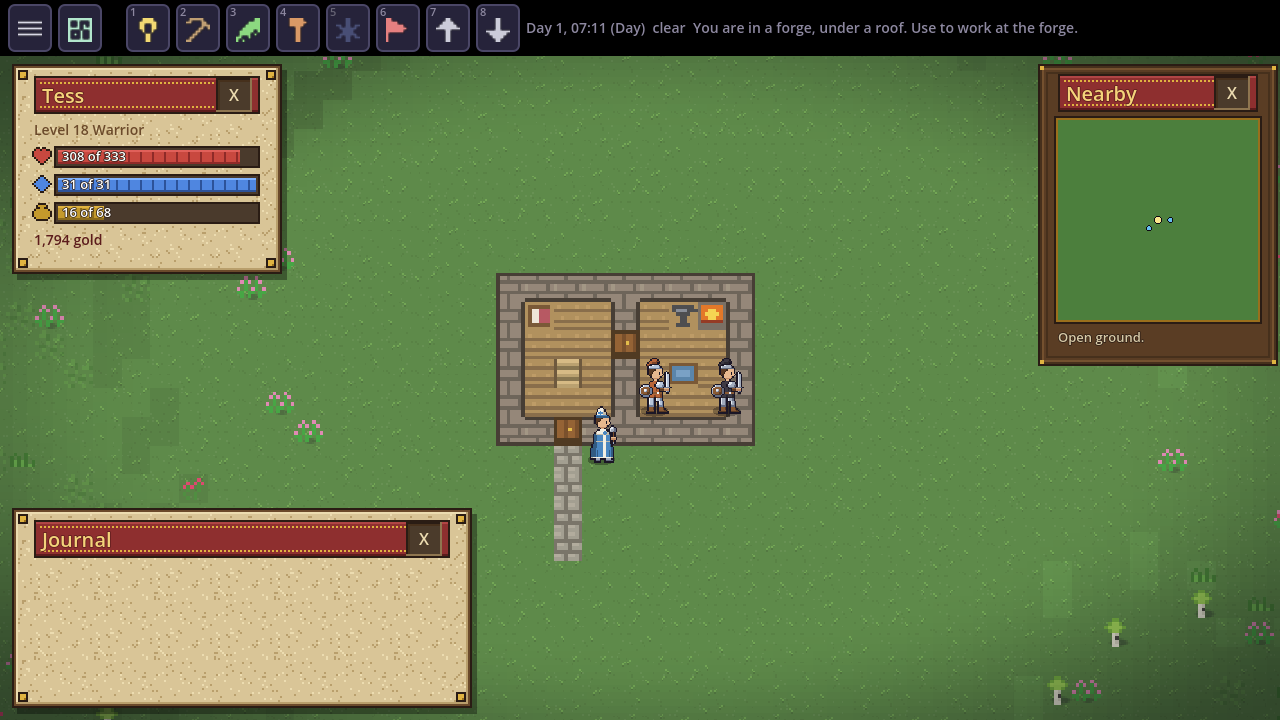 1 2 3 4 5 6 7 8 Day 1, 07:11 (Day) clear You are in a forge, under a roof. Use to work at the forge.
Tess X
Level 18 Warrior
308 of 333
31 of 31
16 of 68
1,794 gold
Nearby X
Open ground.
Journal X